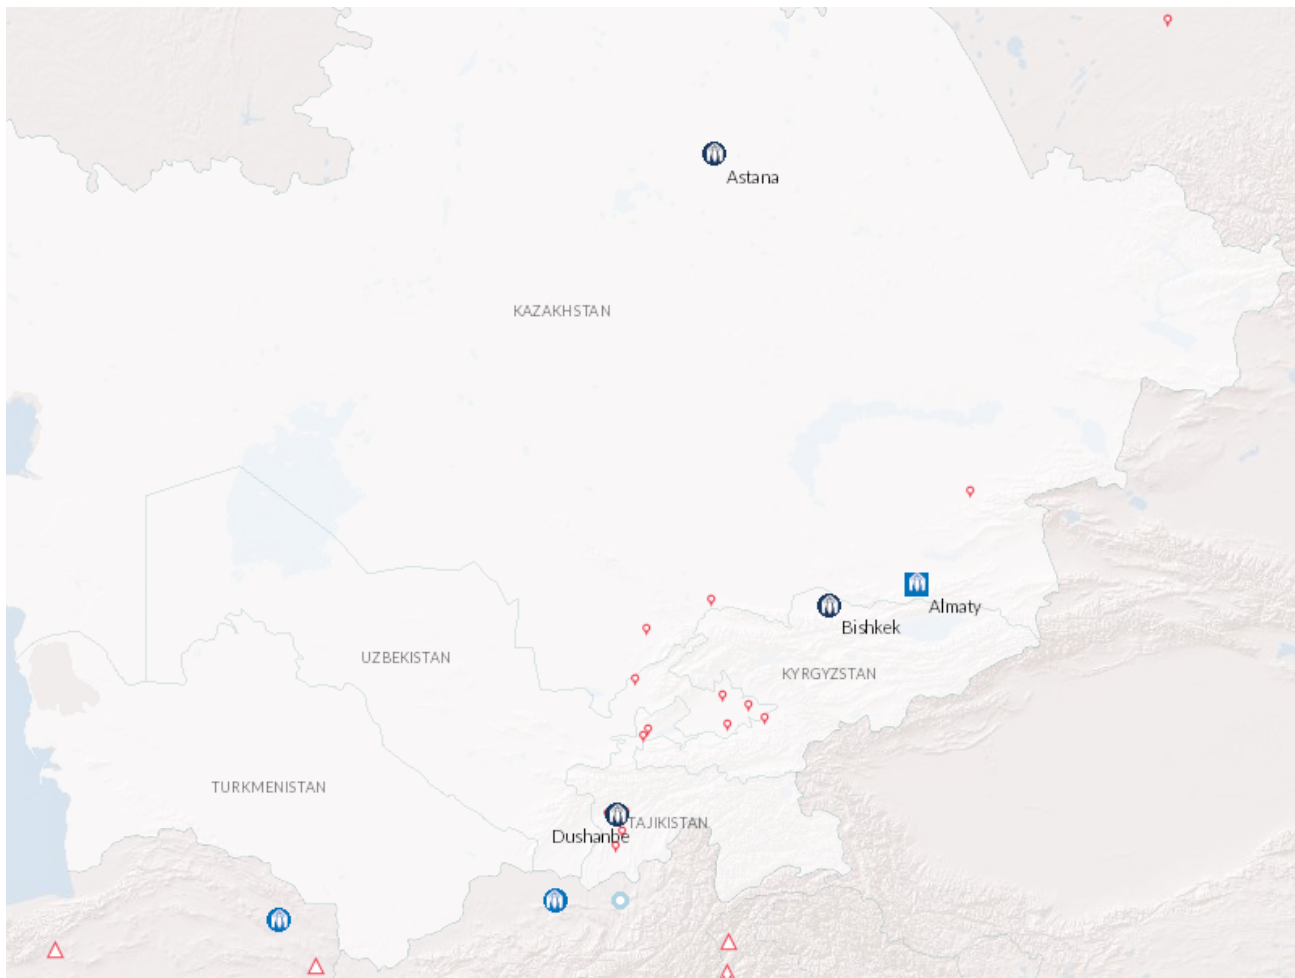 Astana
KAZAKHSTAN
Almaty
Bishkek
UZBEKISTAN
KYRGYZSTAN
TURKMENISTAN
TAJIKISTAN
Dushanbe